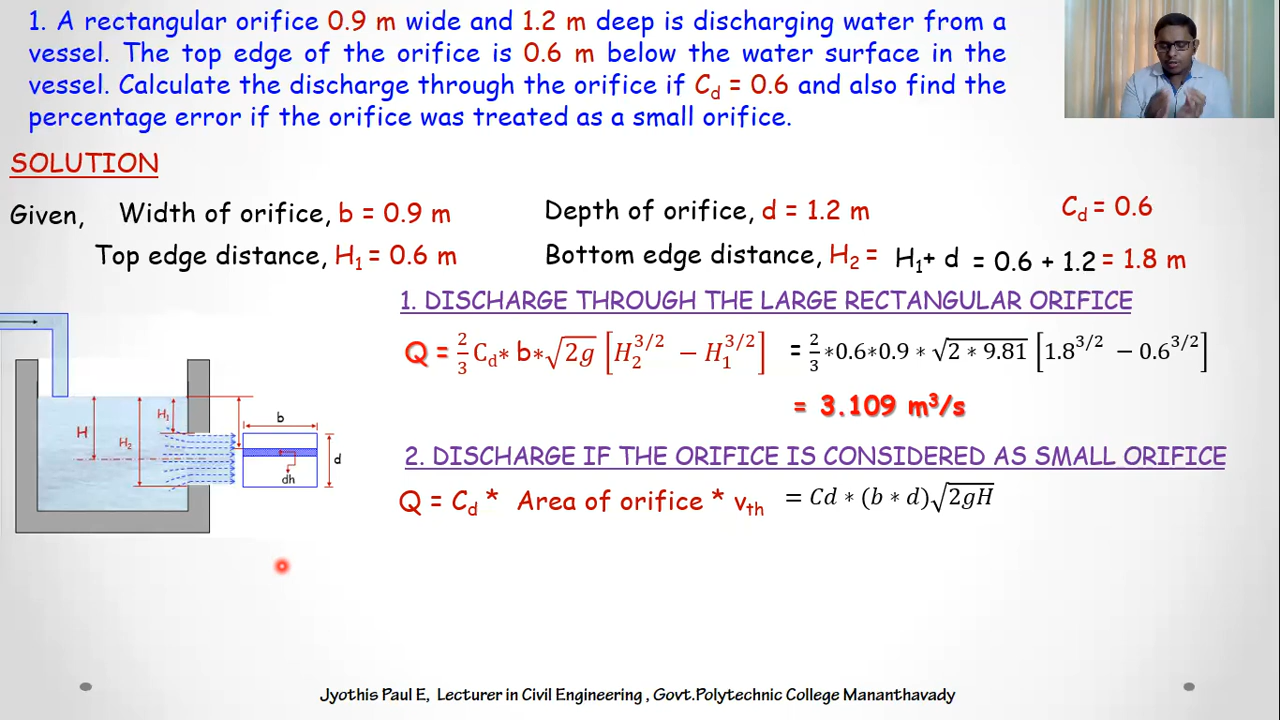 1. A rectangular orifice 0.9 m wide and 1.2 m deep is discharging water from a
vessel. The top edge of the orifice is 0.6 m below the water surface in the
vessel. Calculate the discharge through the orifice if Cd = 0.6 and also find the
percentage error if the orifice was treated as a small orifice.
SOLUTION
Given, Width of orifice, b = 0.9 m Depth of orifice, d = 1.2 m Cd = 0.6
Top edge distance, H1 = 0.6 m Bottom edge distance, H2 = H1+ d = 0.6 + 1.2 = 1.8 m
1. DISCHARGE THROUGH THE LARGE RECTANGULAR ORIFICE
Q = 2/3 Cd* b*√2g [H2^3/2 − H1^3/2] = 2/3 *0.6*0.9 * √2 * 9.81 [1.8^3/2 − 0.6^3/2]
= 3.109 m³/s
2. DISCHARGE IF THE ORIFICE IS CONSIDERED AS SMALL ORIFICE
Q = Cd * Area of orifice * vth = Cd * (b * d)√2gH
H
H1
H2
b
d
dh
Jyothis Paul E, Lecturer in Civil Engineering , Govt.Polytechnic College Mananthavady